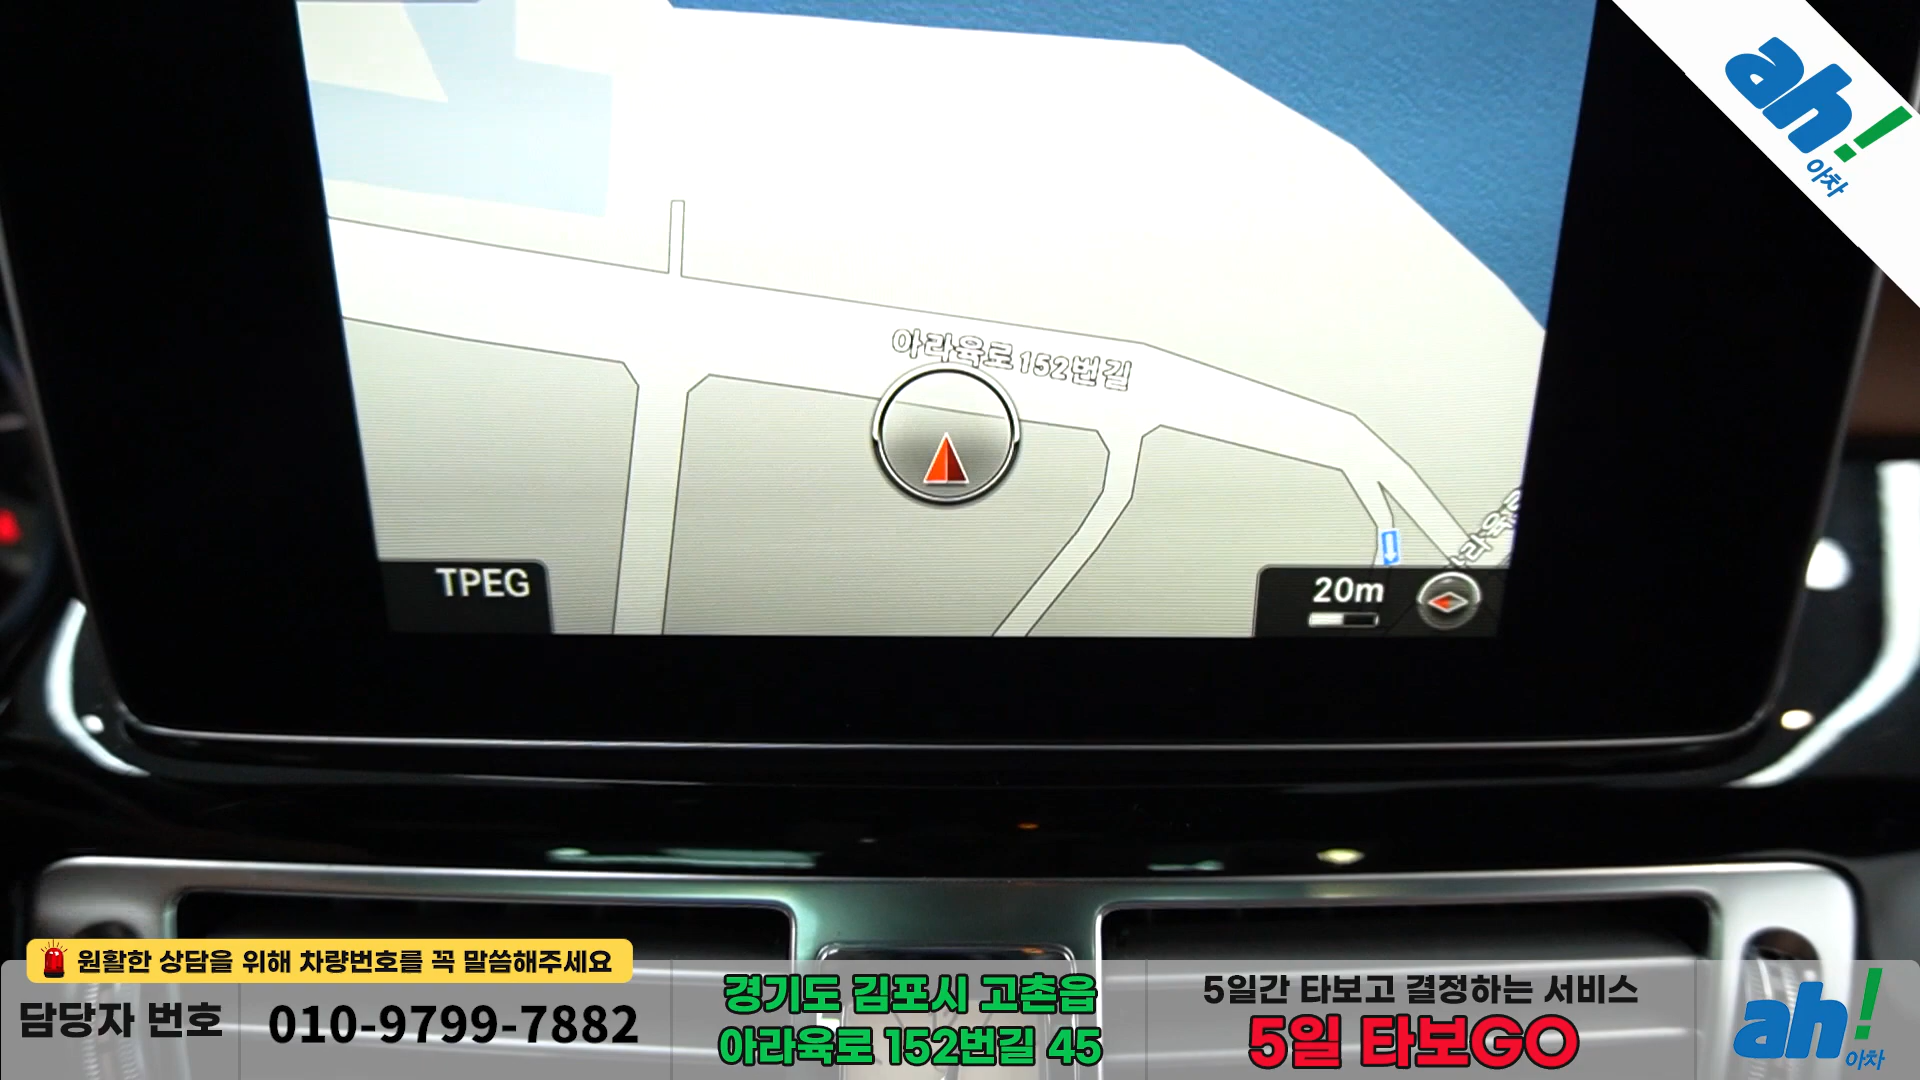 ah!
아차
아라육로152번길
TPEG
20m
원활한 상담을 위해 차량번호를 꼭 말씀해주세요
담당자 번호
010-9799-7882
경기도 김포시 고촌읍
아라육로 152번길 45
5일간 타보고 결정하는 서비스
5일 타보GO
ah!
아차